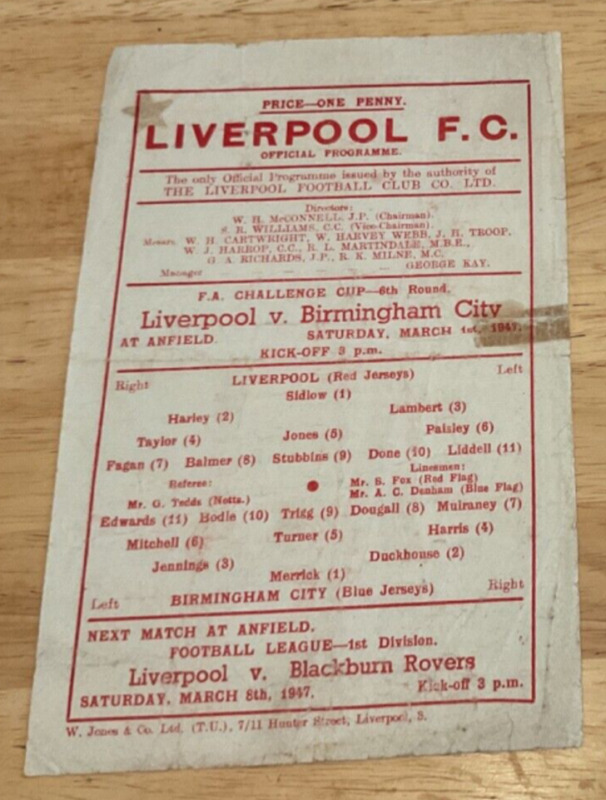 PRICE—ONE PENNY.
LIVERPOOL F.C.
OFFICIAL PROGRAMME.
The only Official Programme issued by the authority of
THE LIVERPOOL FOOTBALL CLUB CO. LTD.
Directors:
W. H. McCONNELL, J.P. (Chairman).
S. R. WILLIAMS, C.C. (Vice-Chairman).
Messrs. W. H. CARTWRIGHT, W. HARVEY WEBB, J. H. TROOP,
W. J. HARROP, C.C., R. L. MARTINDALE, M.B.E.,
G. A. RICHARDS, J.P., R. K. MILNE, M.C.
Manager - - - - GEORGE KAY.
F.A. CHALLENGE CUP—6th Round.
Liverpool v. Birmingham City
AT ANFIELD. SATURDAY, MARCH 1st, 1947.
KICK-OFF 3 p.m.
Right LIVERPOOL (Red Jerseys) Left
Sidlow (1)
Harley (2) Lambert (3)
Taylor (4) Jones (5) Paisley (6)
Fagan (7) Balmer (8) Stubbins (9) Done (10) Liddell (11)
Referee: Linesmen:
Mr. G. Tedds (Notts.) Mr. S. Fox (Red Flag)
Mr. A. C. Denham (Blue Flag)
Edwards (11) Bodle (10) Trigg (9) Dougall (8) Mulraney (7)
Mitchell (6) Turner (5) Harris (4)
Jennings (3) Duckhouse (2)
Merrick (1)
Left BIRMINGHAM CITY (Blue Jerseys) Right
NEXT MATCH AT ANFIELD.
FOOTBALL LEAGUE—1st Division.
Liverpool v. Blackburn Rovers
SATURDAY, MARCH 8th, 1947. Kick-off 3 p.m.
W. Jones & Co. Ltd. (T.U.), 7/11 Hunter Street, Liverpool, 3.